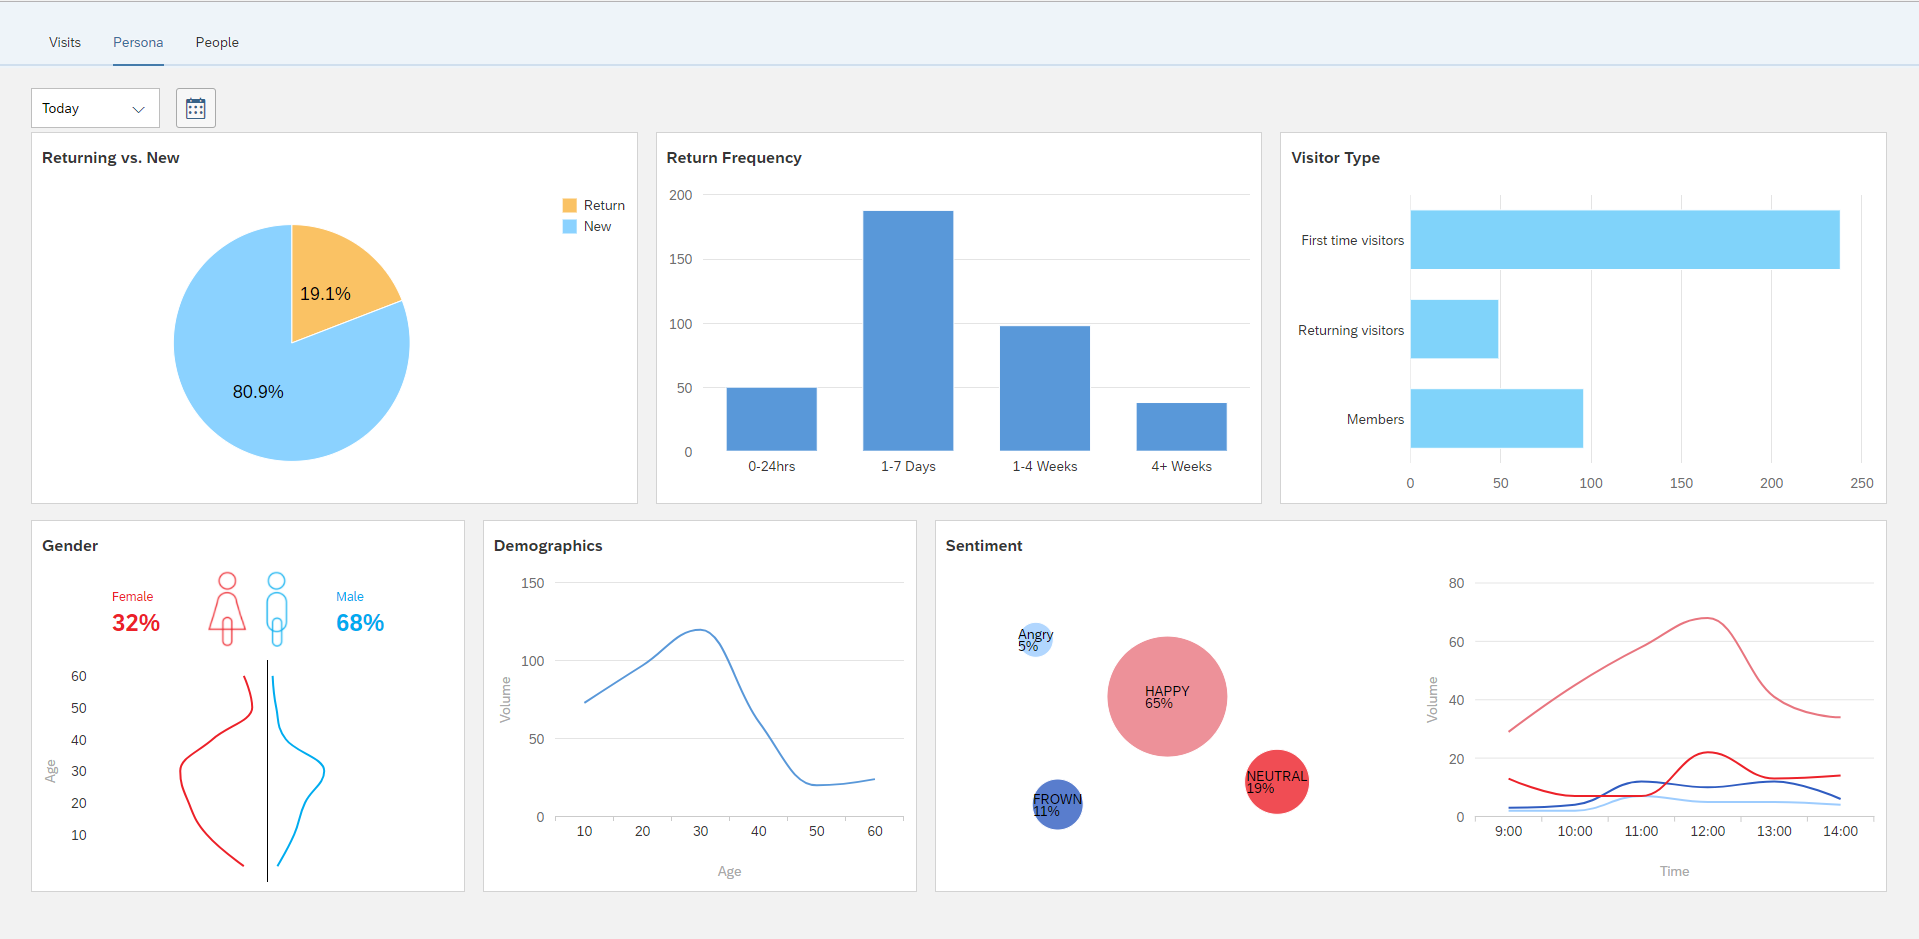 Visits Persona People
Today
Returning vs. New
Return
New
19.1%
80.9%
Return Frequency
200
150
100
50
0
0-24hrs 1-7 Days 1-4 Weeks 4+ Weeks
Visitor Type
First time visitors
Returning visitors
Members
0 50 100 150 200 250
Gender
Female
32%
Male
68%
60
50
40
30
20
10
Age
Demographics
150
100
50
0
Volume
10 20 30 40 50 60
Age
Sentiment
Angry
5%
HAPPY
65%
NEUTRAL
19%
FROWN
11%
80
60
40
20
0
Volume
9:00 10:00 11:00 12:00 13:00 14:00
Time